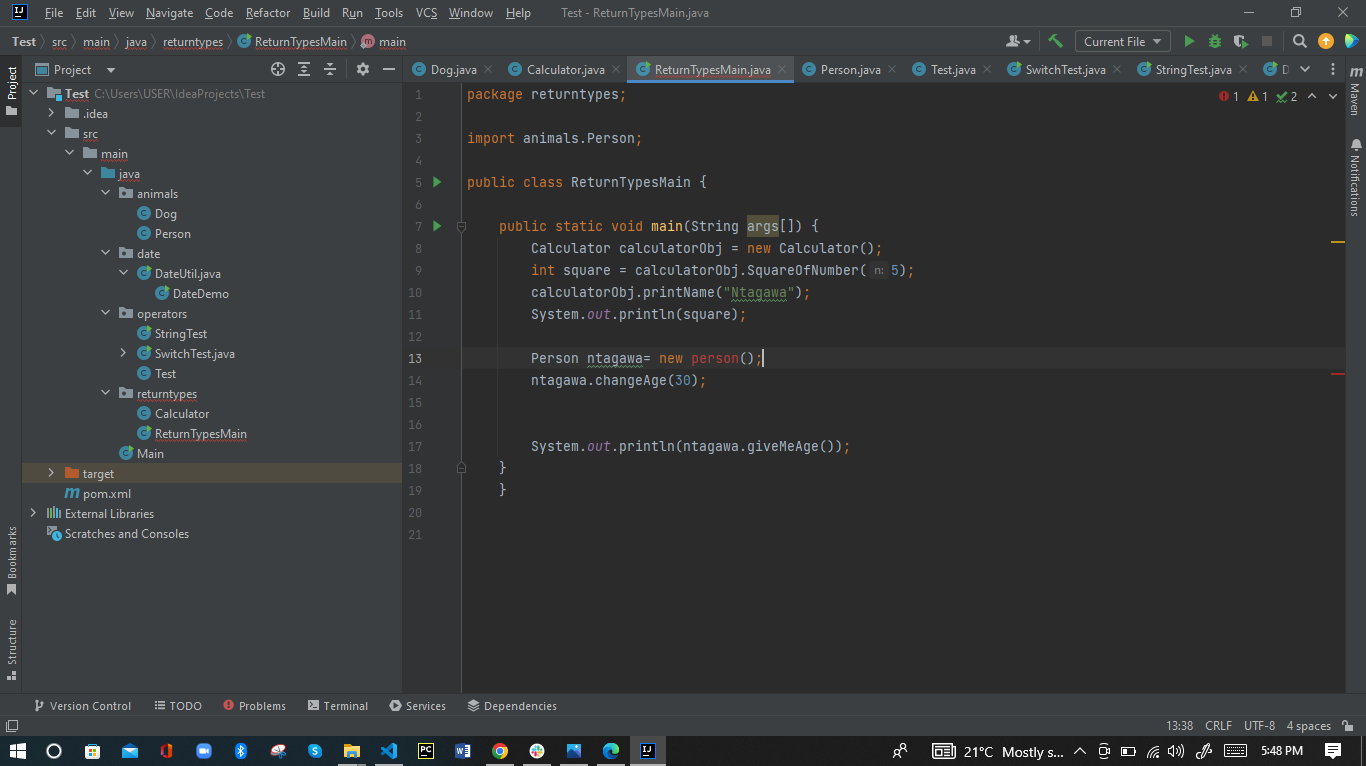 File Edit View Navigate Code Refactor Build Run Tools VCS Window Help Test - ReturnTypesMain.java
Test src main java returntypes ReturnTypesMain m main Current File
Project
Project
Dog.java Calculator.java ReturnTypesMain.java Person.java Test.java SwitchTest.java StringTest.java D
Test C:\Users\USER\IdeaProjects\Test
.idea
src
main
java
animals
Dog
Person
date
DateUtil.java
DateDemo
operators
StringTest
SwitchTest.java
Test
returntypes
Calculator
ReturnTypesMain
Main
target
m pom.xml
External Libraries
Scratches and Consoles
Bookmarks
Structure
1 package returntypes;
2
3 import animals.Person;
4
5 public class ReturnTypesMain {
6
7 public static void main(String args[]) {
8 Calculator calculatorObj = new Calculator();
9 int square = calculatorObj.SquareOfNumber( n: 5);
10 calculatorObj.printName("Ntagawa");
11 System.out.println(square);
12
13 Person ntagawa= new person();
14 ntagawa.changeAge(30);
15
16
17 System.out.println(ntagawa.giveMeAge());
18 }
19 }
20
21
1 1 2
m Maven
Notifications
Version Control TODO Problems Terminal Services Dependencies
13:38 CRLF UTF-8 4 spaces
21°C Mostly s... 5:48 PM